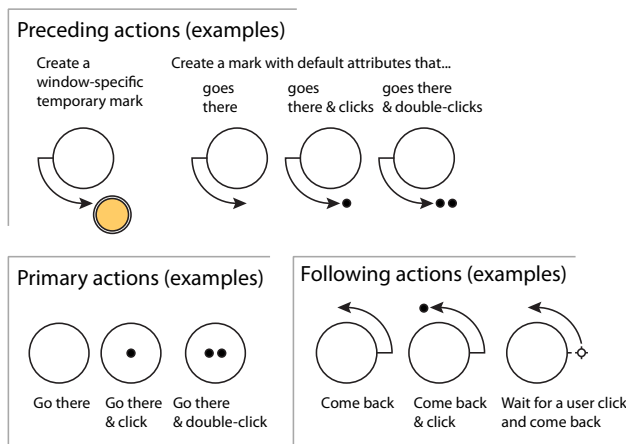 Preceding actions (examples)
Create a
window-specific
temporary mark
Create a mark with default attributes that...
goes
there
goes
there & clicks
goes there
& double-clicks
Primary actions (examples)
Go there
Go there
& click
Go there
& double-click
Following actions (examples)
Come back
Come back
& click
Wait for a user click
and come back